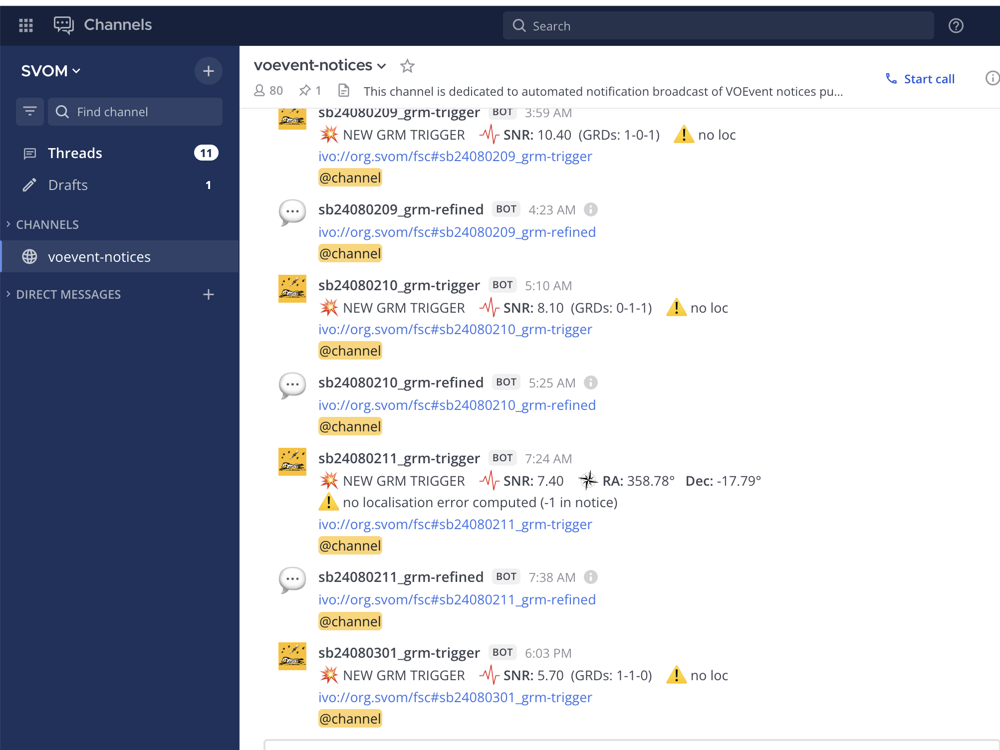 Channels
Search
SVOM
Find channel
Threads 11
Drafts 1
CHANNELS
voevent-notices
DIRECT MESSAGES
voevent-notices
80 1 This channel is dedicated to automated notification broadcast of VOEvent notices pu...
Start call
sb24080209_grm-trigger BOT 3:59 AM
NEW GRM TRIGGER SNR: 10.40 (GRDs: 1-0-1) no loc
ivo://org.svom/fsc#sb24080209_grm-trigger
@channel
sb24080209_grm-refined BOT 4:23 AM
ivo://org.svom/fsc#sb24080209_grm-refined
@channel
sb24080210_grm-trigger BOT 5:10 AM
NEW GRM TRIGGER SNR: 8.10 (GRDs: 0-1-1) no loc
ivo://org.svom/fsc#sb24080210_grm-trigger
@channel
sb24080210_grm-refined BOT 5:25 AM
ivo://org.svom/fsc#sb24080210_grm-refined
@channel
sb24080211_grm-trigger BOT 7:24 AM
NEW GRM TRIGGER SNR: 7.40 RA: 358.78° Dec: -17.79°
no localisation error computed (-1 in notice)
ivo://org.svom/fsc#sb24080211_grm-trigger
@channel
sb24080211_grm-refined BOT 7:38 AM
ivo://org.svom/fsc#sb24080211_grm-refined
@channel
sb24080301_grm-trigger BOT 6:03 PM
NEW GRM TRIGGER SNR: 5.70 (GRDs: 1-1-0) no loc
ivo://org.svom/fsc#sb24080301_grm-trigger
@channel